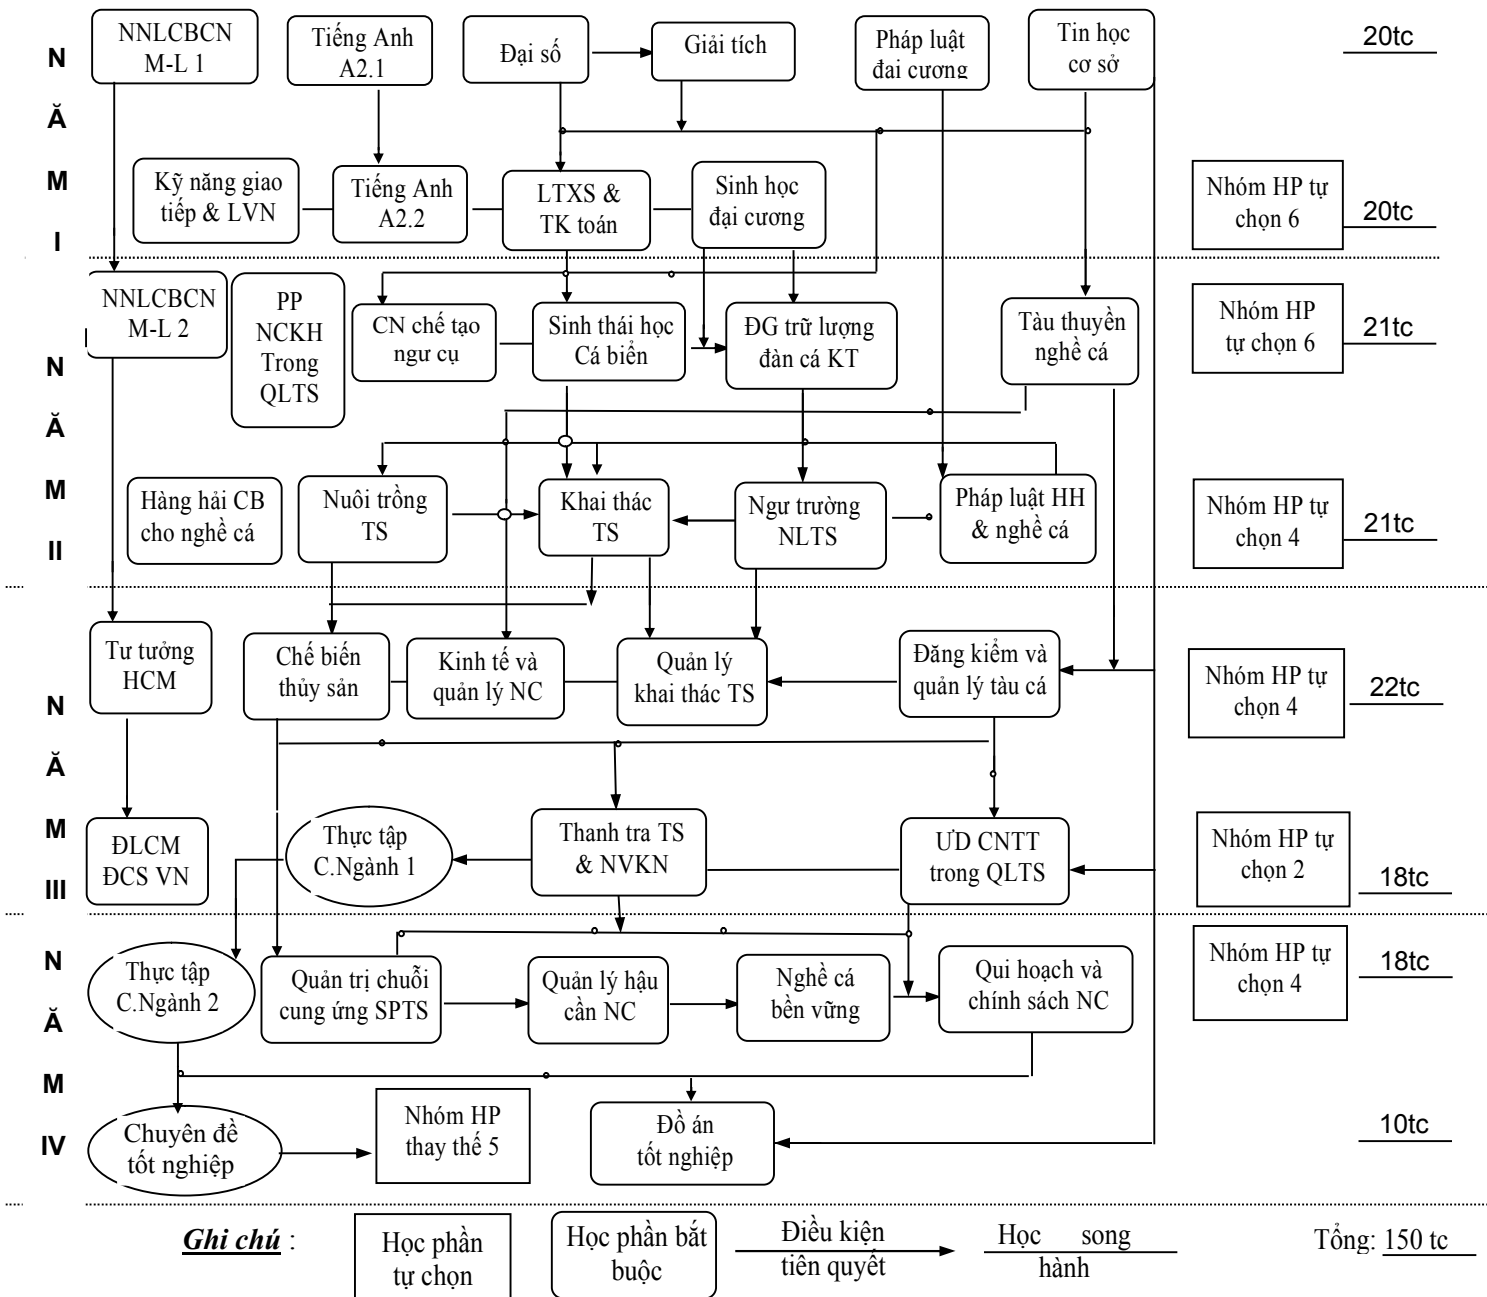 NNLCBCN
M-L 1
Tiếng Anh
A2.1
Đại số
Giải tích
Pháp luật
đại cương
Tin học
cơ sở
20tc
N
Ă
M
I
Kỹ năng giao
tiếp & LVN
Tiếng Anh
A2.2
LTXS &
TK toán
Sinh học
đại cương
Nhóm HP tự
chọn 6
20tc
NNLCBCN
M-L 2
PP
NCKH
Trong
QLTS
CN chế tạo
ngư cụ
Sinh thái học
Cá biển
ĐG trữ lượng
đàn cá KT
Tàu thuyền
nghề cá
Nhóm HP
tự chọn 6
21tc
N
Ă
M
II
Hàng hải CB
cho nghề cá
Nuôi trồng
TS
Khai thác
TS
Ngư trường
NLTS
Pháp luật HH
& nghề cá
Nhóm HP tự
chọn 4
21tc
Tư tưởng
HCM
Chế biến
thủy sản
Kinh tế và
quản lý NC
Quản lý
khai thác TS
Đăng kiểm và
quản lý tàu cá
Nhóm HP tự
chọn 4
22tc
N
Ă
M
III
ĐLCM
ĐCS VN
Thực tập
C.Ngành 1
Thanh tra TS
& NVKN
ƯD CNTT
trong QLTS
Nhóm HP tự
chọn 2
18tc
N
Ă
M
IV
Thực tập
C.Ngành 2
Quản trị chuỗi
cung ứng SPTS
Quản lý hậu
cần NC
Nghề cá
bền vững
Qui hoạch và
chính sách NC
Nhóm HP tự
chọn 4
18tc
Chuyên đề
tốt nghiệp
Nhóm HP
thay thế 5
Đồ án
tốt nghiệp
10tc
Ghi chú :
Học phần
tự chọn
Học phần bắt
buộc
Điều kiện
tiên quyết
Học song
hành
Tổng: 150 tc